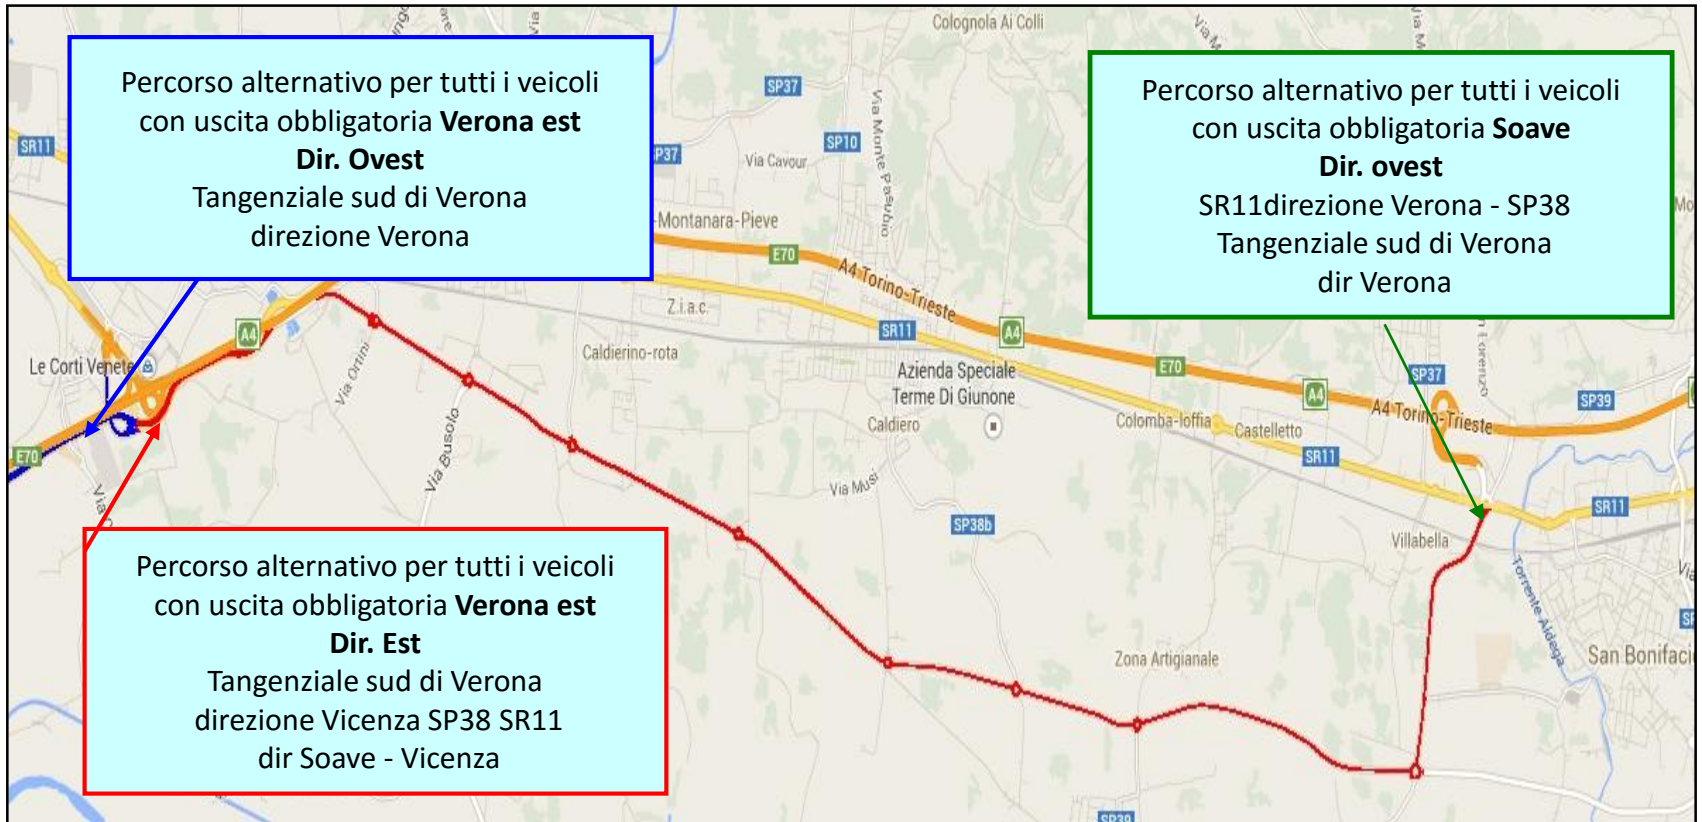 Percorso alternativo per tutti i veicoli
con uscita obbligatoria Verona est
Dir. Ovest
Tangenziale sud di Verona
direzione Verona
Percorso alternativo per tutti i veicoli
con uscita obbligatoria Soave
Dir. ovest
SR11direzione Verona - SP38
Tangenziale sud di Verona
dir Verona
Percorso alternativo per tutti i veicoli
con uscita obbligatoria Verona est
Dir. Est
Tangenziale sud di Verona
direzione Vicenza SP38 SR11
dir Soave - Vicenza
Colognola Ai Colli
SP37
SR11
SP10
P37
Via Cavour
Via Monte Pasubio
-Montanara-Pieve
E70
A4 Torino-Trieste
Z.i.a.c.
SR11
A4
A4
Le Corti Venete
Via Ortini
Caldierino-rota
Azienda Speciale
Terme Di Giunone
E70
SP37
A4
SP39
A4 Torino-Trieste
Caldiero
Colomba-loffia
Castelletto
SR11
E70
Via Busolo
Via Musi
SP38b
SR11
Villabella
Torrente-Aldegà
Zona Artigianale
San Bonifaci
SP39